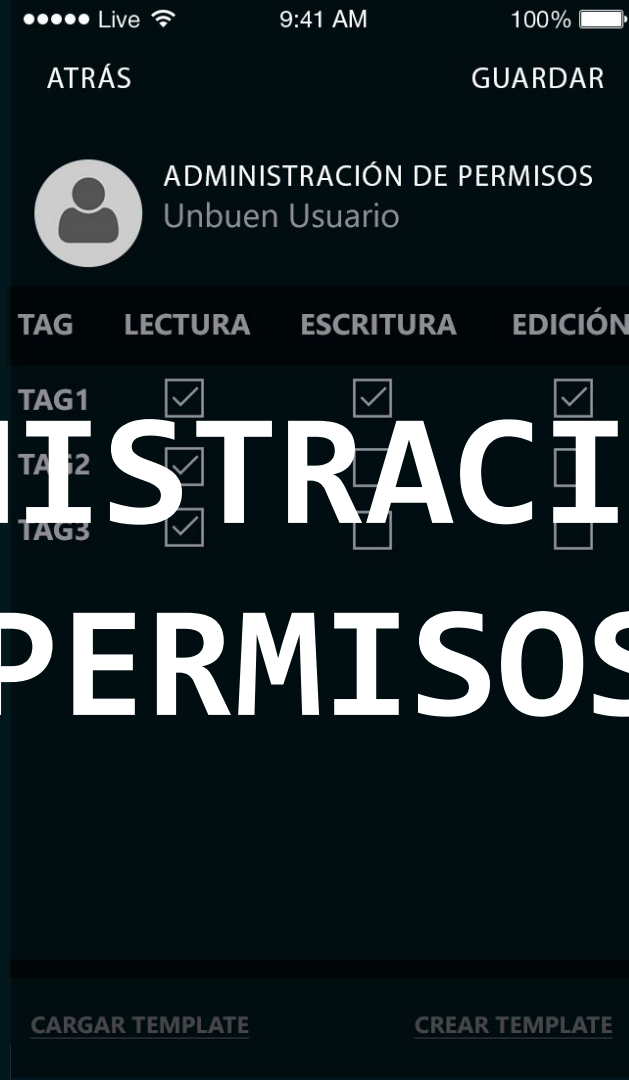 Live 9:41 AM 100%
ATRÁS GUARDAR
ADMINISTRACIÓN DE PERMISOS
Unbuen Usuario
TAG LECTURA ESCRITURA EDICIÓN
TAG1
TAG2
TAG3
NISTRACI
PERMISOS
CARGAR TEMPLATE CREAR TEMPLATE